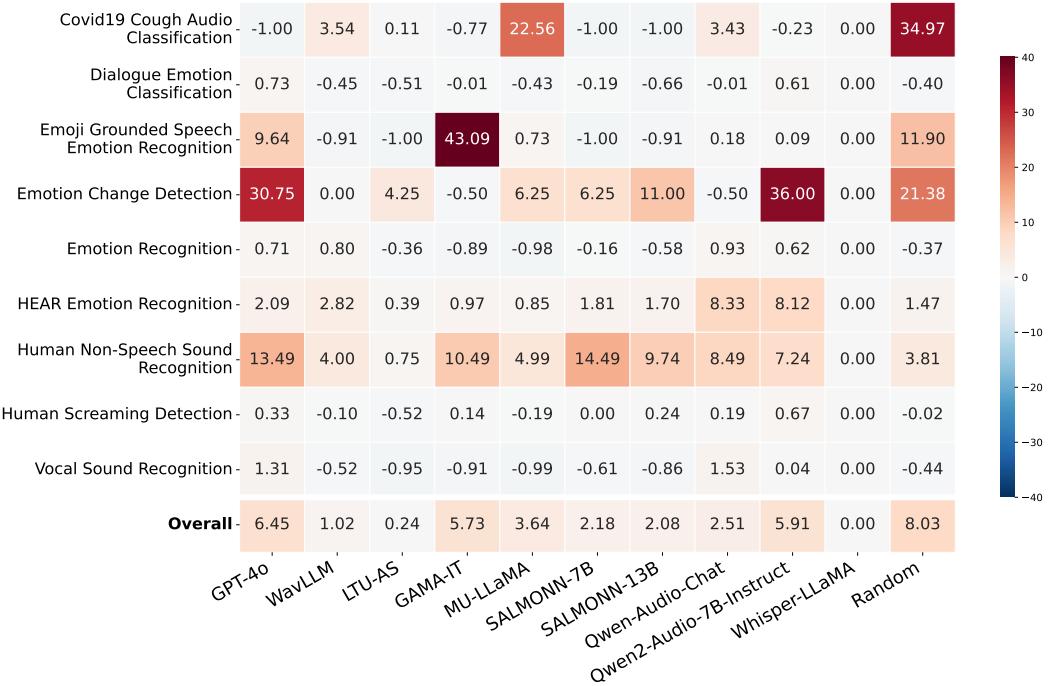 Covid19 Cough Audio
Classification
-1.00 3.54 0.11 -0.77 22.56 -1.00 -1.00 3.43 -0.23 0.00 34.97
Dialogue Emotion
Classification
0.73 -0.45 -0.51 -0.01 -0.43 -0.19 -0.66 -0.01 0.61 0.00 -0.40
Emoji Grounded Speech
Emotion Recognition
9.64 -0.91 -1.00 43.09 0.73 -1.00 -0.91 0.18 0.09 0.00 11.90
Emotion Change Detection 30.75 0.00 4.25 -0.50 6.25 6.25 11.00 -0.50 36.00 0.00 21.38
Emotion Recognition 0.71 0.80 -0.36 -0.89 -0.98 -0.16 -0.58 0.93 0.62 0.00 -0.37
HEAR Emotion Recognition 2.09 2.82 0.39 0.97 0.85 1.81 1.70 8.33 8.12 0.00 1.47
Human Non-Speech Sound
Recognition
13.49 4.00 0.75 10.49 4.99 14.49 9.74 8.49 7.24 0.00 3.81
Human Screaming Detection 0.33 -0.10 -0.52 0.14 -0.19 0.00 0.24 0.19 0.67 0.00 -0.02
Vocal Sound Recognition 1.31 -0.52 -0.95 -0.91 -0.99 -0.61 -0.86 1.53 0.04 0.00 -0.44
Overall 6.45 1.02 0.24 5.73 3.64 2.18 2.08 2.51 5.91 0.00 8.03
GPT-4o
WavLLM
LTU-AS
GAMA-IT
MU-LLaMA
SALMONN-7B
SALMONN-13B
Qwen-Audio-Chat
Qwen2-Audio-7B-Instruct
Whisper-LLaMA
Random
40
30
20
10
0
−10
−20
−30
−40